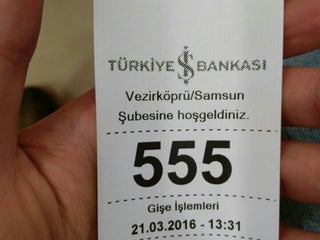 TÜRKİYE İŞ BANKASI
Vezirköprü/Samsun
Şubesine hoşgeldiniz.
555
Gişe İşlemleri
21.03.2016 - 13:31